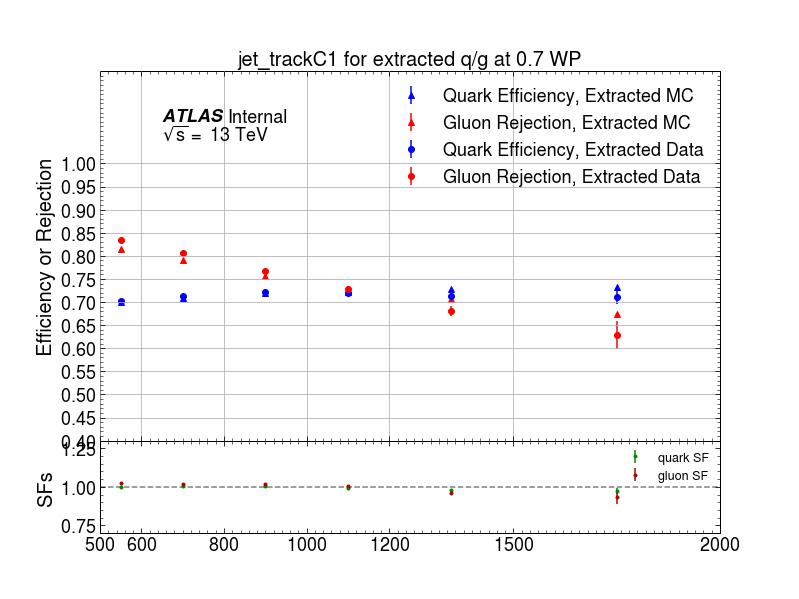 jet_trackC1 for extracted q/g at 0.7 WP
ATLAS Internal
√s = 13 TeV
Quark Efficiency, Extracted MC
Gluon Rejection, Extracted MC
Quark Efficiency, Extracted Data
Gluon Rejection, Extracted Data
Efficiency or Rejection
1.00
0.95
0.90
0.85
0.80
0.75
0.70
0.65
0.60
0.55
0.50
0.45
0.40
SFs
1.25
1.00
0.75
quark SF
gluon SF
500 600 800 1000 1200 1500 2000